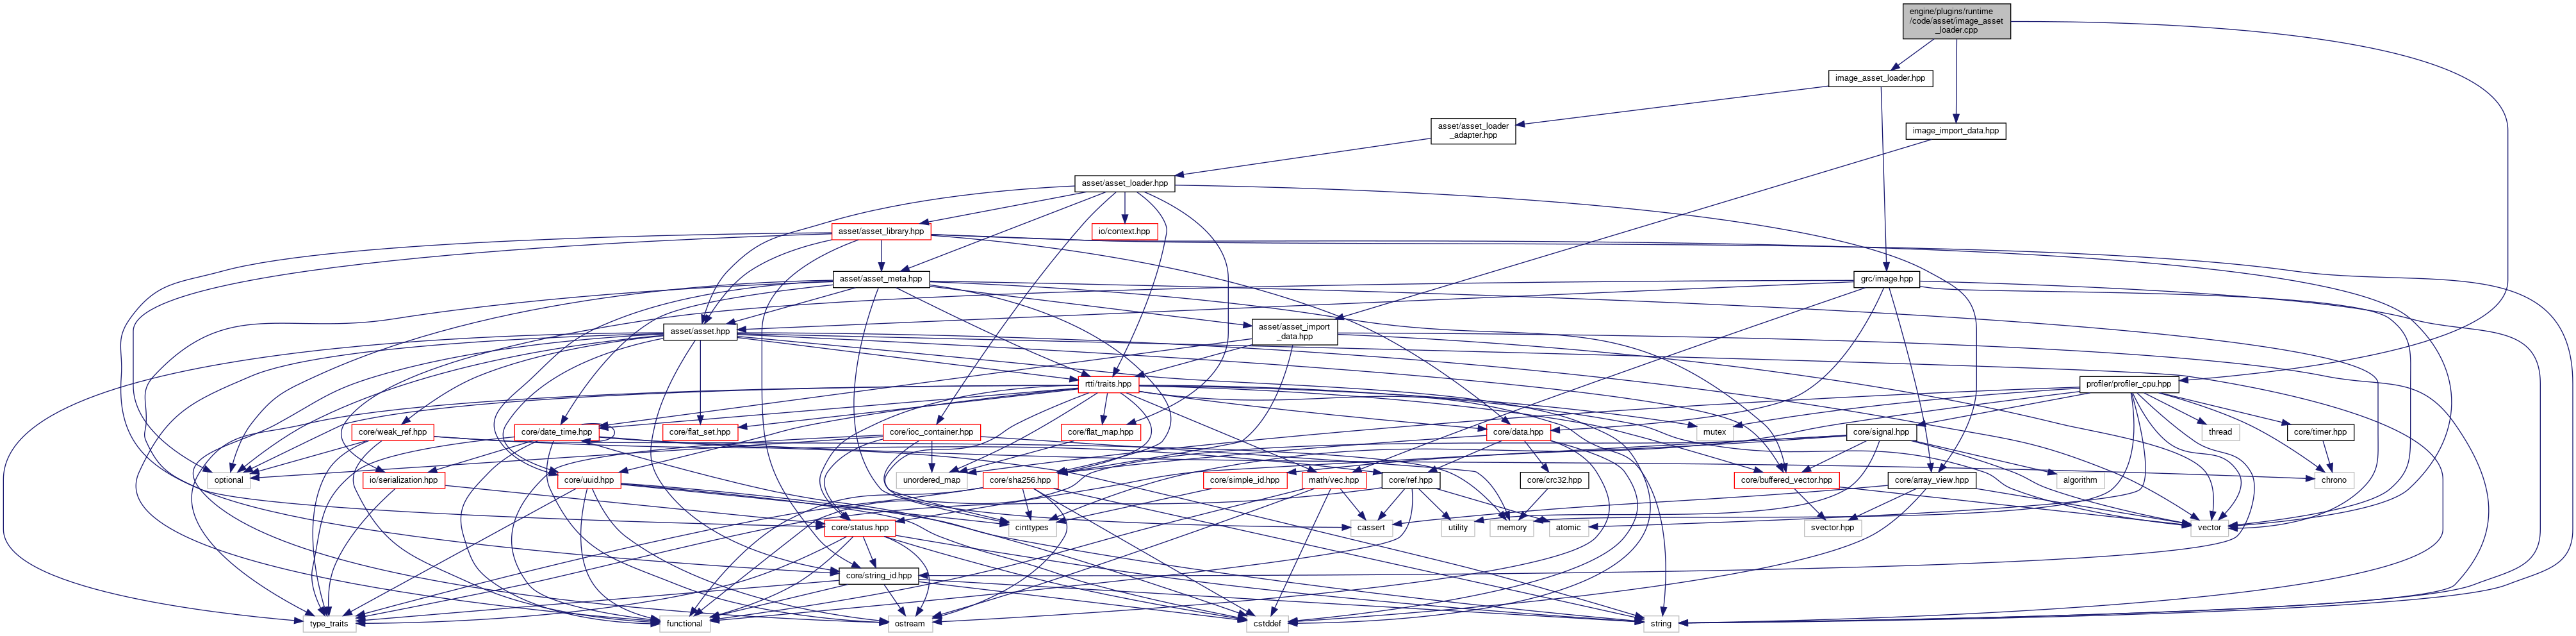 engine/plugins/runtime
/code/asset/image_asset
_loader.cpp
image_asset_loader.hpp
asset/asset_loader
_adapter.hpp
image_import_data.hpp
asset/asset_loader.hpp
asset/asset_library.hpp
io/context.hpp
asset/asset_meta.hpp
grc/image.hpp
asset/asset.hpp
asset/asset_import
_data.hpp
rtti/traits.hpp
profiler/profiler_cpu.hpp
core/weak_ref.hpp
core/date_time.hpp
core/flat_set.hpp
core/ioc_container.hpp
core/flat_map.hpp
core/data.hpp
mutex
core/signal.hpp
thread
core/timer.hpp
optional
io/serialization.hpp
core/uuid.hpp
unordered_map
core/sha256.hpp
core/simple_id.hpp
math/vec.hpp
core/ref.hpp
core/crc32.hpp
core/buffered_vector.hpp
core/array_view.hpp
algorithm
chrono
core/status.hpp
cinttypes
cassert
utility
memory
atomic
svector.hpp
vector
core/string_id.hpp
type_traits
functional
ostream
cstddef
string